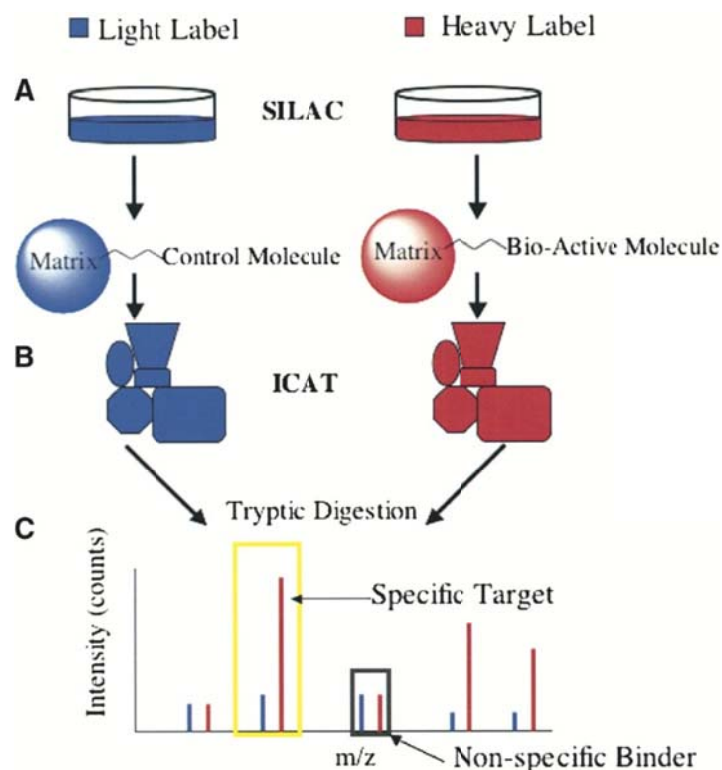 Light Label
Heavy Label
A
SILAC
Matrix
Control Molecule
Matrix
Bio-Active Molecule
B
ICAT
Tryptic Digestion
C
Intensity (counts)
Specific Target
m/z
Non-specific Binder